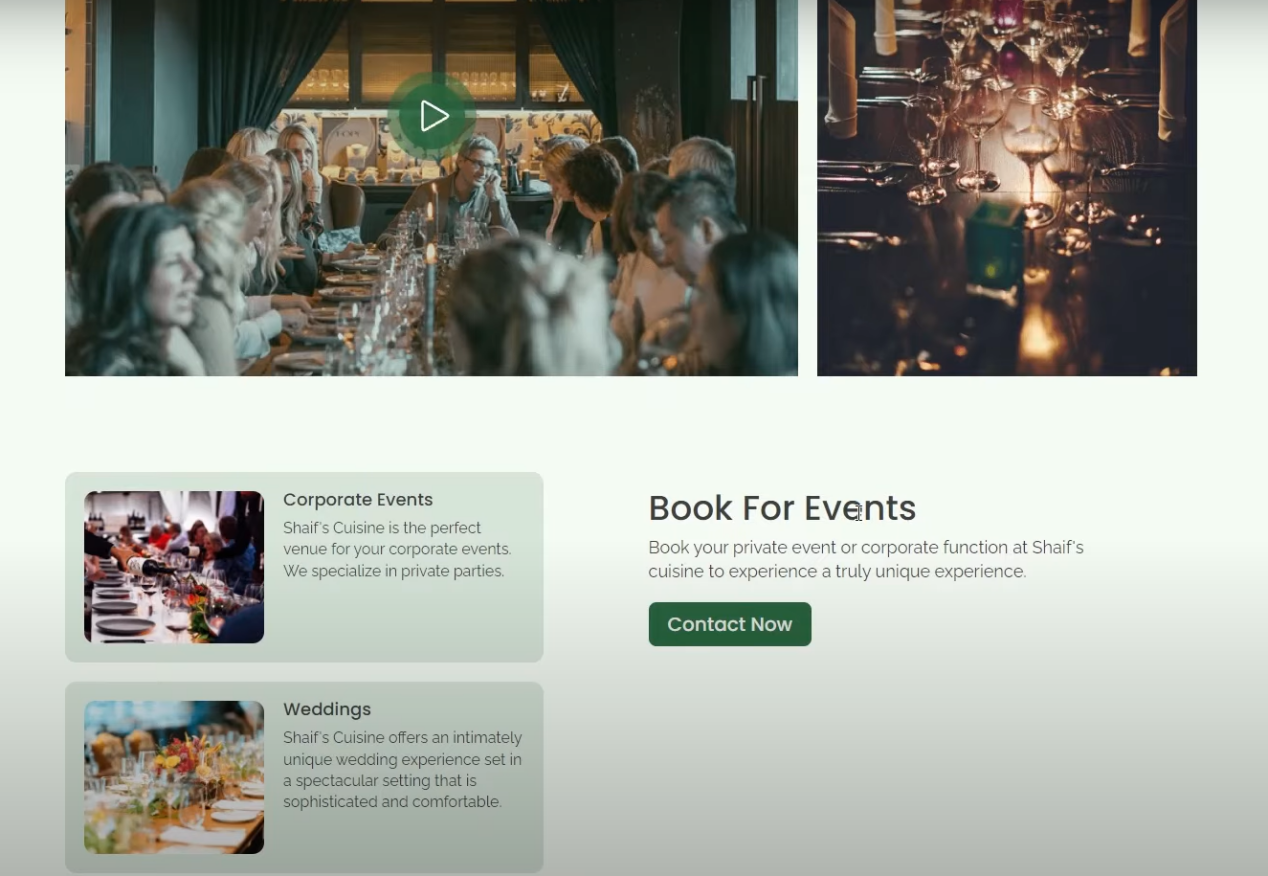 Corporate Events
Shaif's Cuisine is the perfect
venue for your corporate events.
We specialize in private parties.
Book For Events
Book your private event or corporate function at Shaif's
cuisine to experience a truly unique experience.
Contact Now
Weddings
Shaif's Cuisine offers an intimately
unique wedding experience set in
a spectacular setting that is
sophisticated and comfortable.